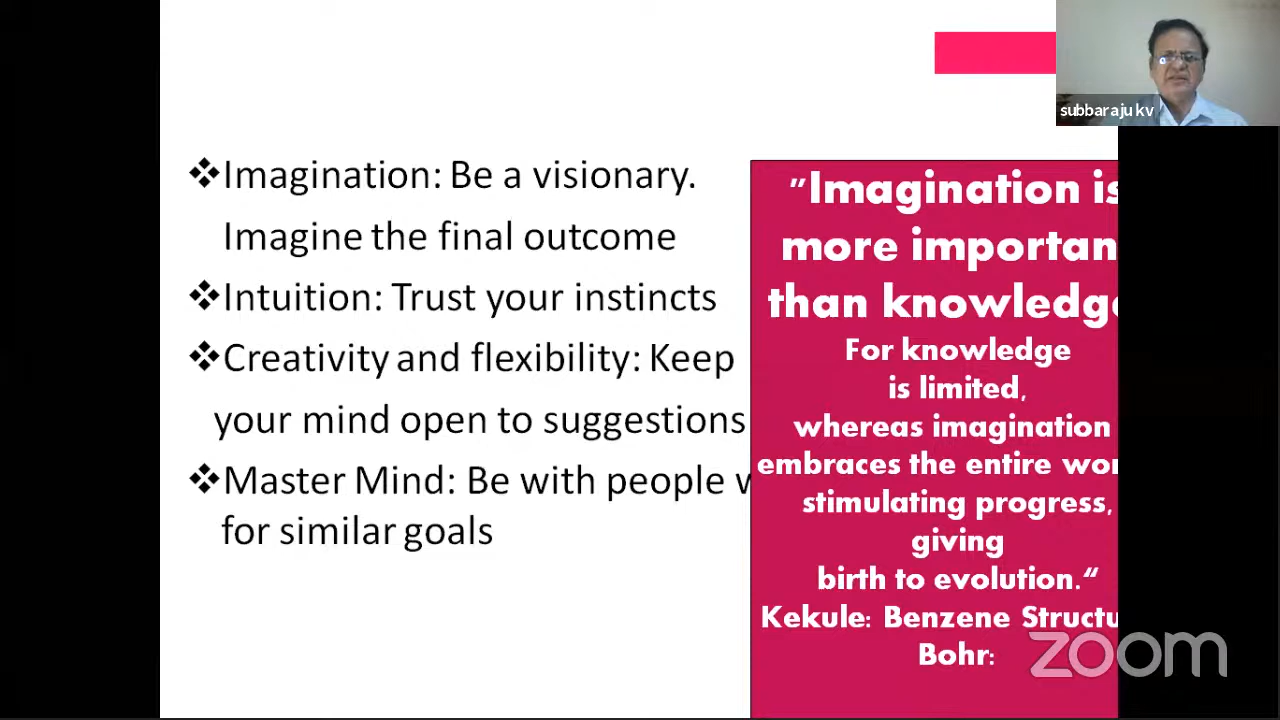 subbaraju kv
❖Imagination: Be a visionary.
Imagine the final outcome
❖Intuition: Trust your instincts
❖Creativity and flexibility: Keep
your mind open to suggestions
❖Master Mind: Be with people
for similar goals
"Imagination is
more importan
than knowledge
For knowledge
is limited,
whereas imagination
embraces the entire wor
stimulating progress,
giving
birth to evolution.“
Kekule: Benzene Structu
Bohr:
zoom